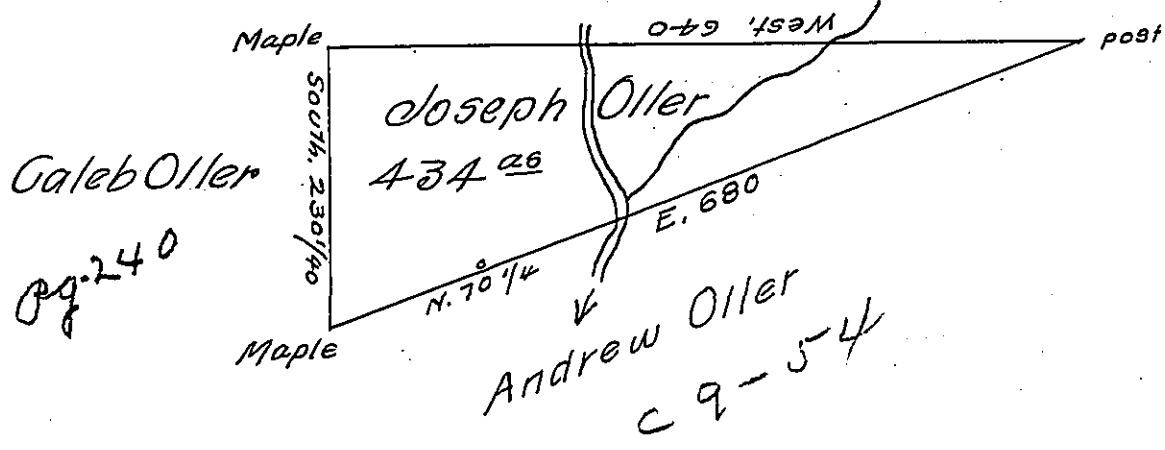 West, 640
Maple
post
South. 230 1/40
Joseph Oller
434 as
Caleb Oller
pg. 240
E. 680
N. 70° 1/4
Maple
Andrew Oller
C 9-54